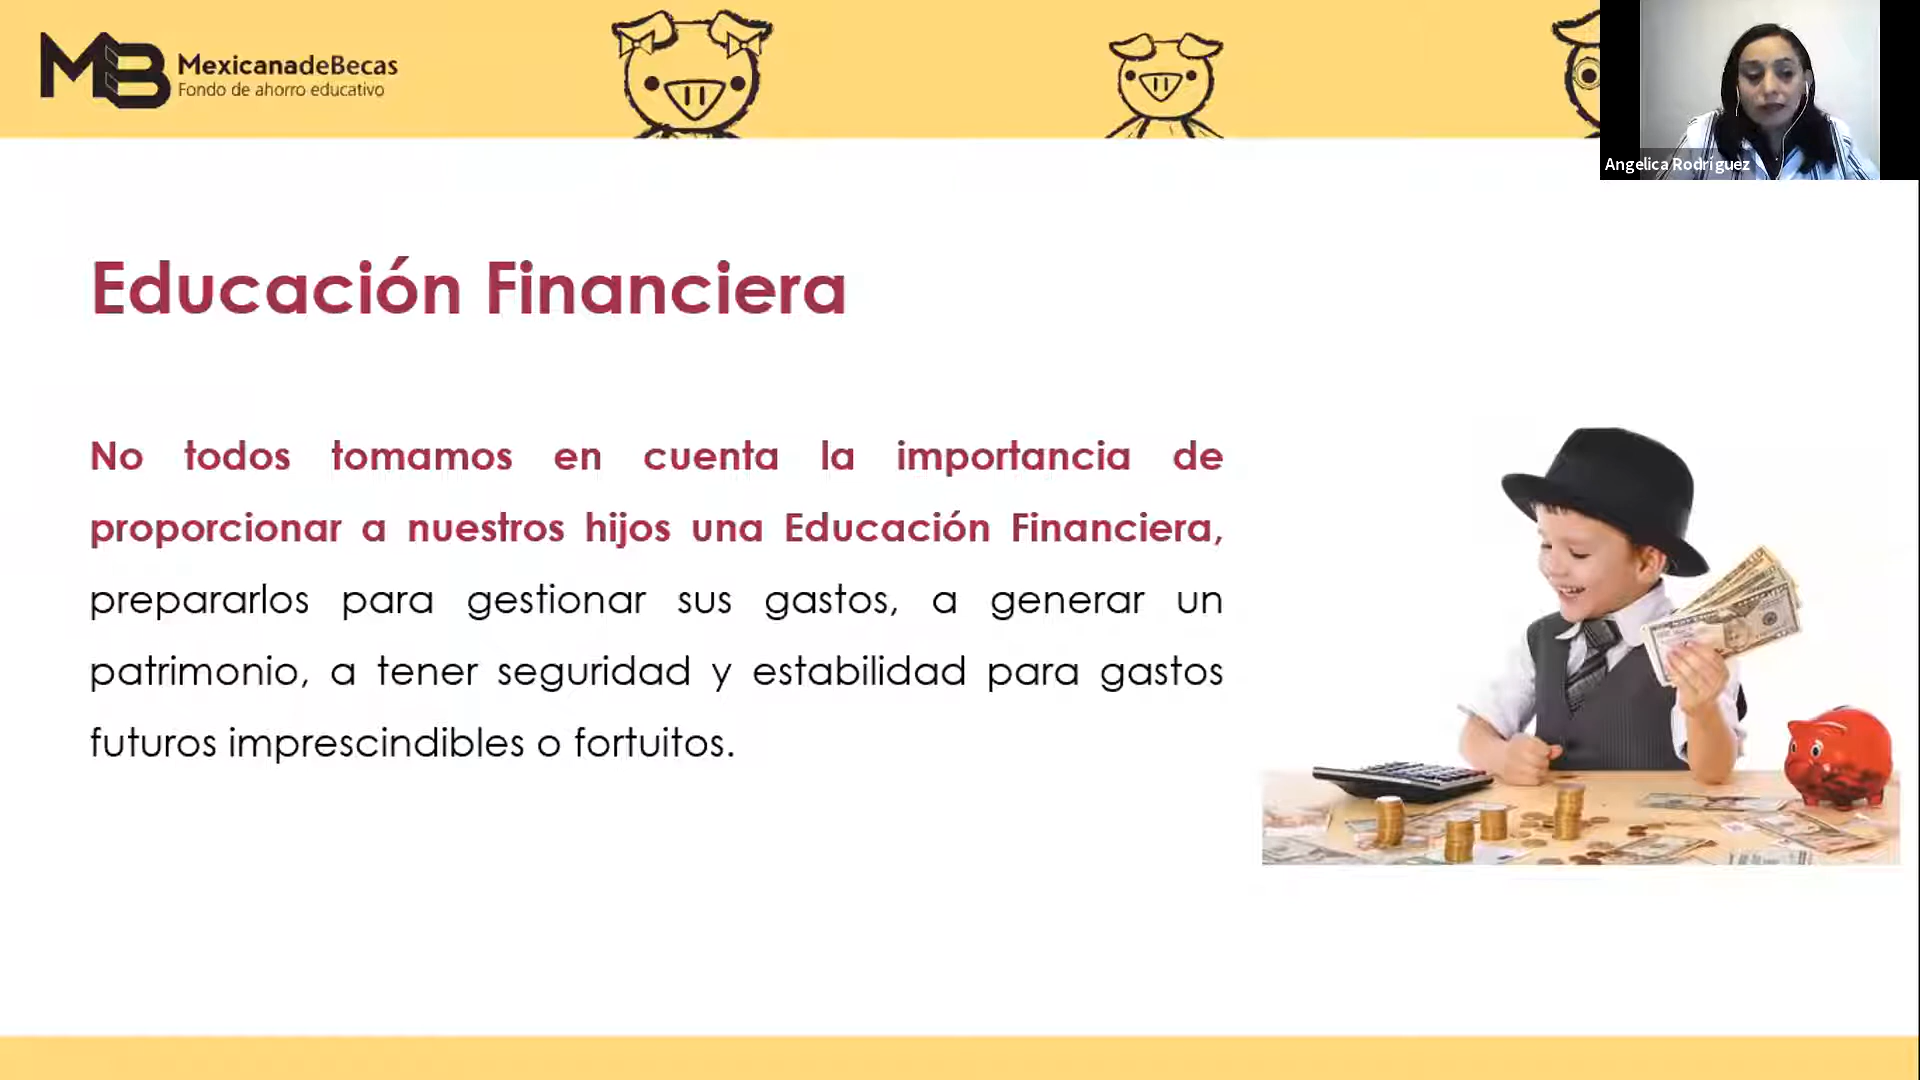 MB MexicanadeBecas
Fondo de ahorro educativo
Angelica Rodríguez
Educación Financiera
No todos tomamos en cuenta la importancia de
proporcionar a nuestros hijos una Educación Financiera,
prepararlos para gestionar sus gastos, a generar un
patrimonio, a tener seguridad y estabilidad para gastos
futuros imprescindibles o fortuitos.